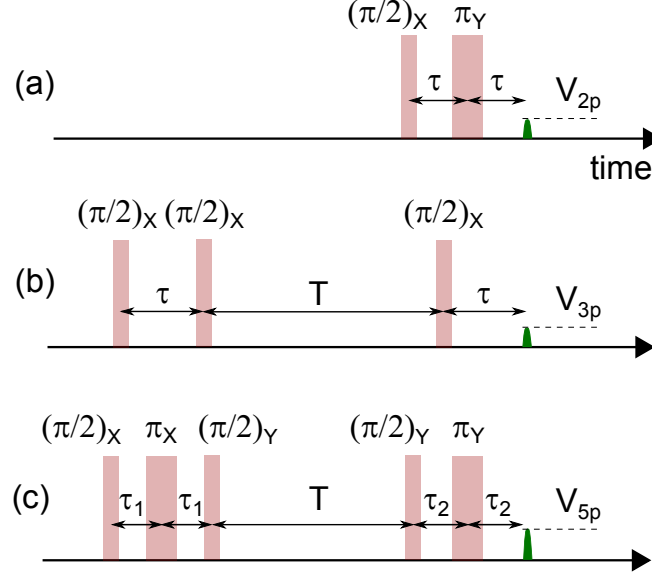 (π/2)X πY
(a) τ τ V2p
time
(π/2)X (π/2)X (π/2)X
(b) τ T τ V3p
(π/2)X πX (π/2)Y (π/2)Y πY
(c) τ1 τ1 T τ2 τ2 V5p